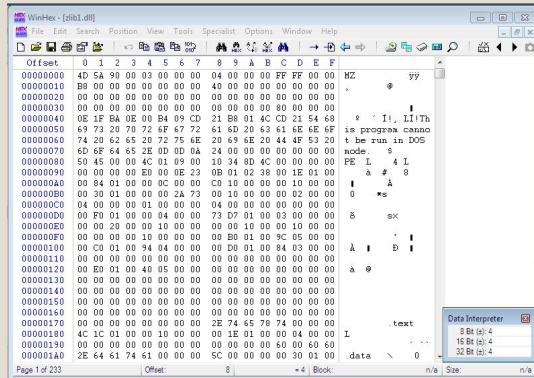 WinHex - [zlib1.dll]
File Edit Search Position View Tools Specialist Options Window Help
Offset 0 1 2 3 4 5 6 7 8 9 A B C D E F
00000000 4D 5A 90 00 03 00 00 00 04 00 00 00 FF FF 00 00 MZ ÿÿ
00000010 B8 00 00 00 00 00 00 00 40 00 00 00 00 00 00 00 @
00000020 00 00 00 00 00 00 00 00 00 00 00 00 00 00 00 00
00000030 00 00 00 00 00 00 00 00 00 00 00 00 80 00 00 00
00000040 0E 1F BA 0E 00 B4 09 CD 21 B8 01 4C CD 21 54 68 º ´ Í!¸ LÍ!Th
00000050 69 73 20 70 72 6F 67 72 61 6D 20 63 61 6E 6E 6F is program canno
00000060 74 20 62 65 20 72 75 6E 20 69 6E 20 44 4F 53 20 t be run in DOS
00000070 6D 6F 64 65 2E 0D 0D 0A 24 00 00 00 00 00 00 00 mode. $
00000080 50 45 00 00 4C 01 09 00 10 34 8D 4C 00 00 00 00 PE L 4 L
00000090 00 00 00 00 E0 00 0E 23 0B 01 02 38 00 1E 01 00 à # 8
000000A0 00 84 01 00 00 0C 00 00 C0 10 00 00 00 10 00 00 À
000000B0 00 30 01 00 00 00 2A 73 00 10 00 00 00 02 00 00 0 *s
000000C0 04 00 00 00 01 00 00 00 04 00 00 00 00 00 00 00
000000D0 00 F0 01 00 00 04 00 00 73 D7 01 00 03 00 00 00
000000E0 00 00 20 00 00 10 00 00 00 00 10 00 00 10 00 00
000000F0 00 00 00 00 10 00 00 00 00 B0 01 00 9C 05 00 00
00000100 00 C0 01 00 94 04 00 00 00 D0 01 00 84 03 00 00 À Ð
00000110 00 00 00 00 00 00 00 00 00 00 00 00 00 00 00 00
00000120 00 E0 01 00 40 05 00 00 00 00 00 00 00 00 00 00 à @
00000130 00 00 00 00 00 00 00 00 00 00 00 00 00 00 00 00
00000140 00 00 00 00 00 00 00 00 00 00 00 00 00 00 00 00
00000150 00 00 00 00 00 00 00 00 00 00 00 00 00 00 00 00
00000160 00 00 00 00 00 00 00 00 00 00 00 00 00 00 00 00
00000170 00 00 00 00 00 00 00 00 2E 74 65 78 74 00 00 00 .text
00000180 4C 1C 01 00 00 10 00 00 00 1E 01 00 00 04 00 00 L
00000190 00 00 00 00 00 00 00 00 00 00 00 00 60 00 60 60 ` ``
000001A0 2E 64 61 74 61 00 00 00 5C 00 00 00 00 30 01 00 .data \ 0
Data Interpreter
8 Bit (±): 4
16 Bit (±): 4
32 Bit (±): 4
Page 1 of 233 Offset: 8 = 4 Block: n/a Size: n/a